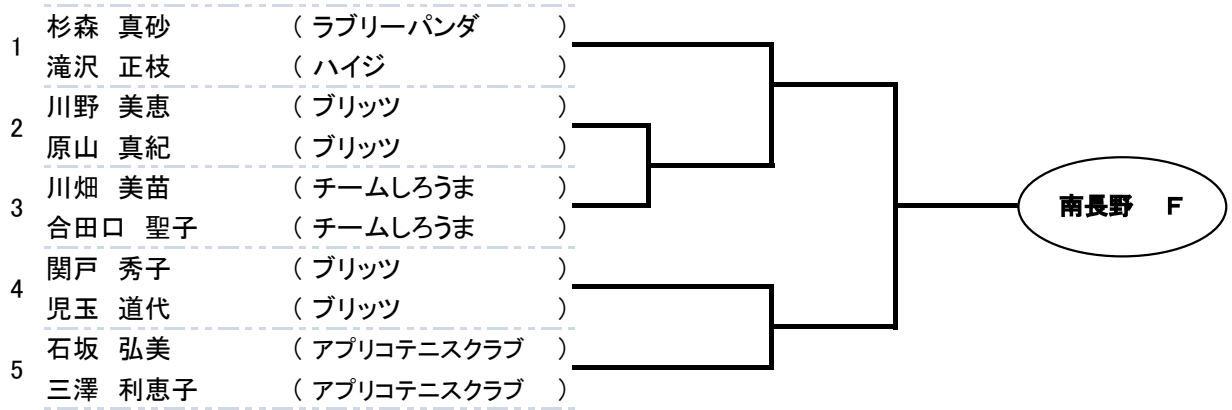 1
杉森 真砂 ( ラブリーパンダ )
滝沢 正枝 ( ハイジ )
2
川野 美恵 ( ブリッツ )
原山 真紀 ( ブリッツ )
3
川畑 美苗 ( チームしろうま )
合田口 聖子 ( チームしろうま )
4
関戸 秀子 ( ブリッツ )
児玉 道代 ( ブリッツ )
5
石坂 弘美 ( アプリコテニスクラブ )
三澤 利恵子 ( アプリコテニスクラブ )
南長野 F